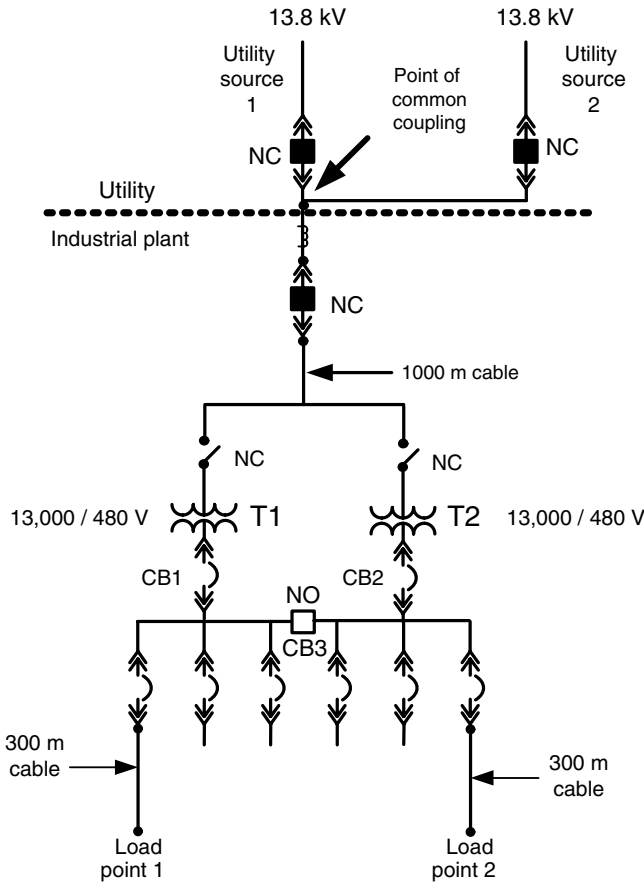 13.8 kV
13.8 kV
Utility
source
1
Point of
common
coupling
Utility
source
2
NC
NC
Utility
Industrial plant
NC
1000 m cable
NC
NC
13,000 / 480 V
T1
T2
13,000 / 480 V
CB1
NO
CB2
CB3
300 m
cable
300 m
cable
Load
point 1
Load
point 2